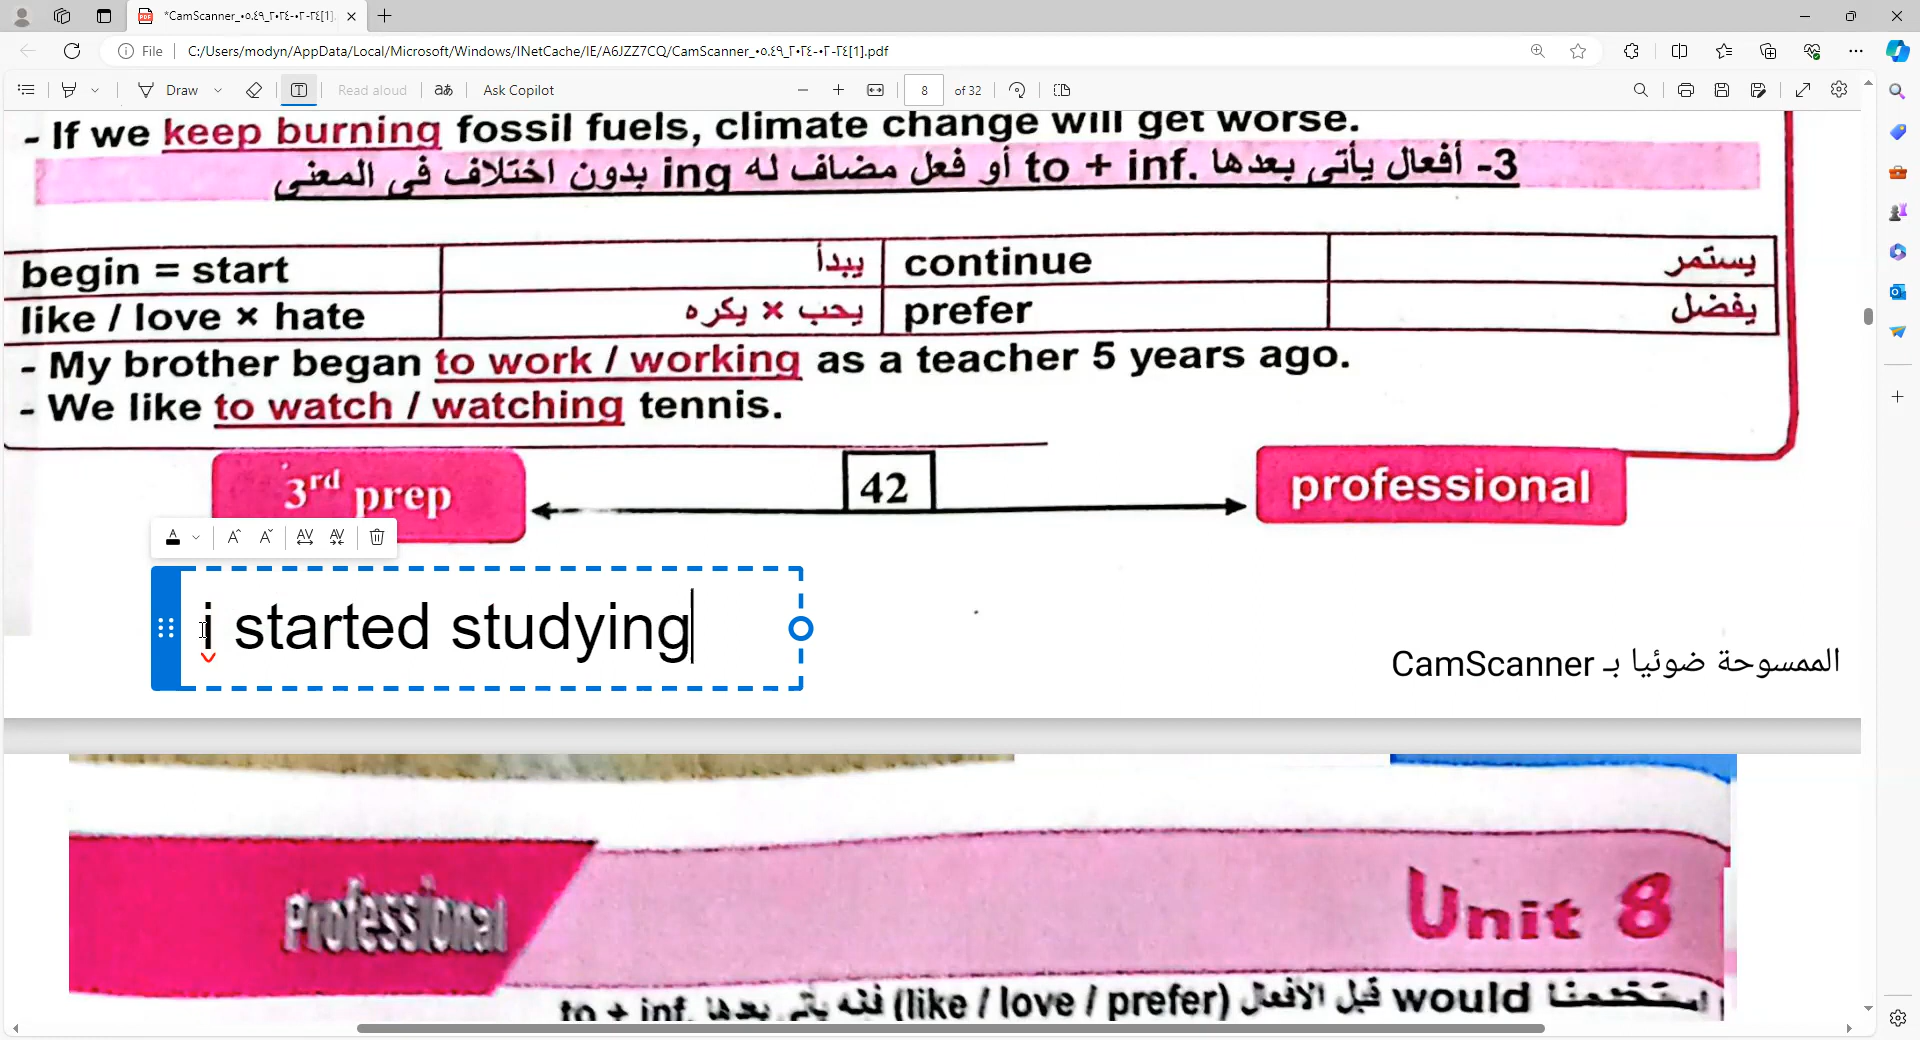 *CamScanner_٠٥.٤٩_٢٠٢٤-٠٢-٢٤[1].
File
C:/Users/modyn/AppData/Local/Microsoft/Windows/INetCache/IE/A6JZZ7CQ/CamScanner_٠٥.٤٩_٢٠٢٤-٠٢-٢٤[1].pdf
Draw
Read aloud
Ask Copilot
8
of 32
- If we keep burning fossil fuels, climate change will get worse.
3- أفعال يأتى بعدها to + inf. أو فعل مضاف له ing بدون اختلاف فى المعنى
begin = start يبدأ continue يستمر
like / love × hate يحب × يكره prefer يفضل
- My brother began to work / working as a teacher 5 years ago.
- We like to watch / watching tennis.
3rd prep
42
professional
i started studying
الممسوحة ضوئيا بـ CamScanner
Professional
Unit 8
استخدمنا would قبل الأفعال (like / love / prefer) فإنه يأتى بعدها to + inf.